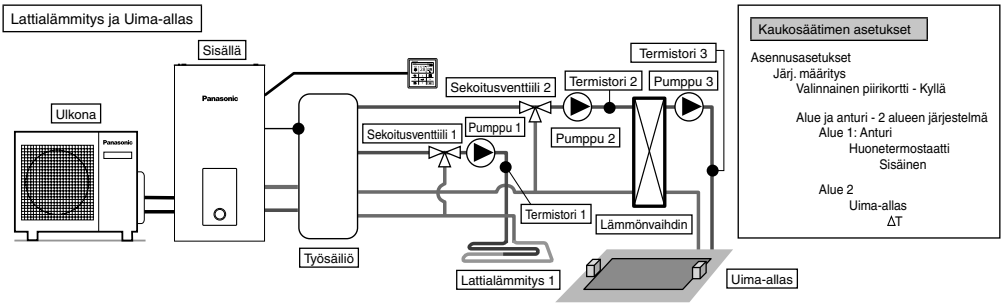 Lattialämmitys ja Uima-allas
Sisällä
Ulkona
Panasonic
Panasonic
Sekoitusventtiili 2
Termistori 2
Termistori 3
Pumppu 3
Sekoitusventtiili 1
Pumppu 1
Pumppu 2
Termistori 1
Lämmönvaihdin
Työsäiliö
Lattialämmitys 1
Uima-allas
Kaukosäätimen asetukset
Asennusasetukset
Järj. määritys
Valinnainen piirikortti - Kyllä
Alue ja anturi - 2 alueen järjestelmä
Alue 1: Anturi
Huonetermostaatti
Sisäinen
Alue 2
Uima-allas
ΔT